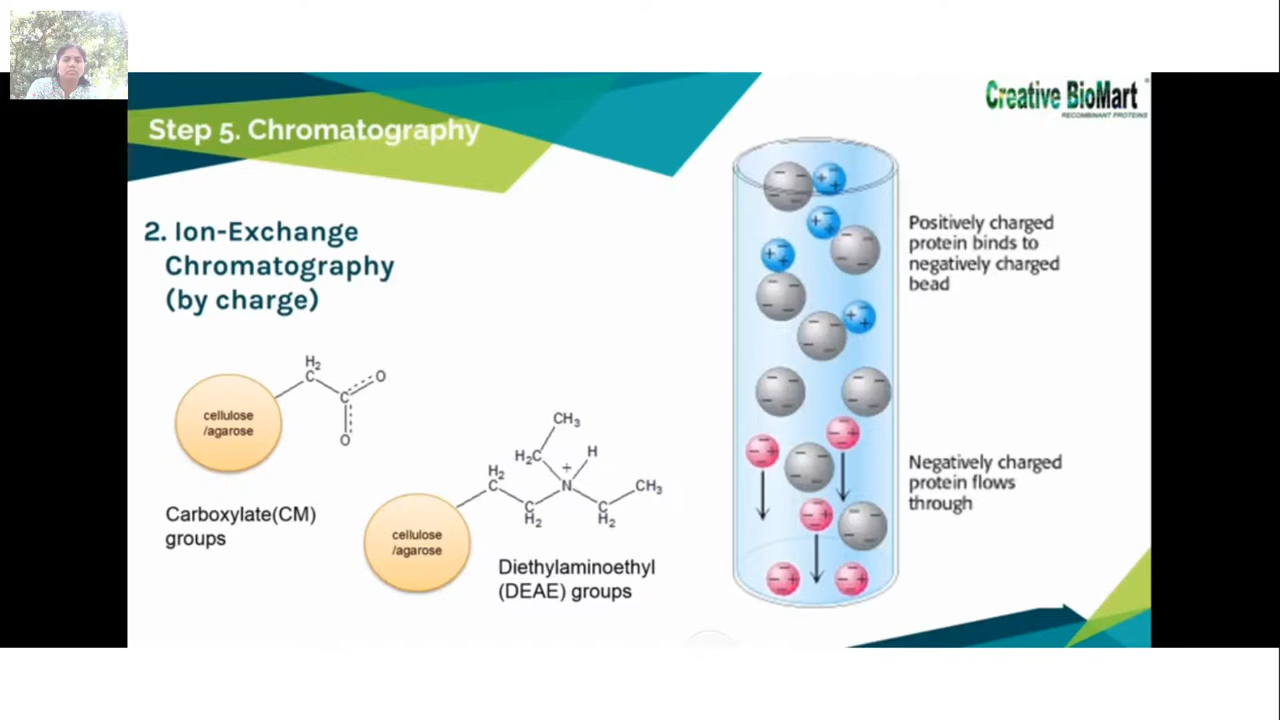 Creative BioMart
RECOMBINANT PROTEINS
Step 5. Chromatography
2. Ion-Exchange
Chromatography
(by charge)
Positively charged
protein binds to
negatively charged
bead
H₂
C
C
O
O
cellulose
/agarose
Carboxylate(CM)
groups
CH₃
H₂C
H
H₂
C
+
N
CH₃
C
H₂
C
H₂
cellulose
/agarose
Diethylaminoethyl
(DEAE) groups
Negatively charged
protein flows
through